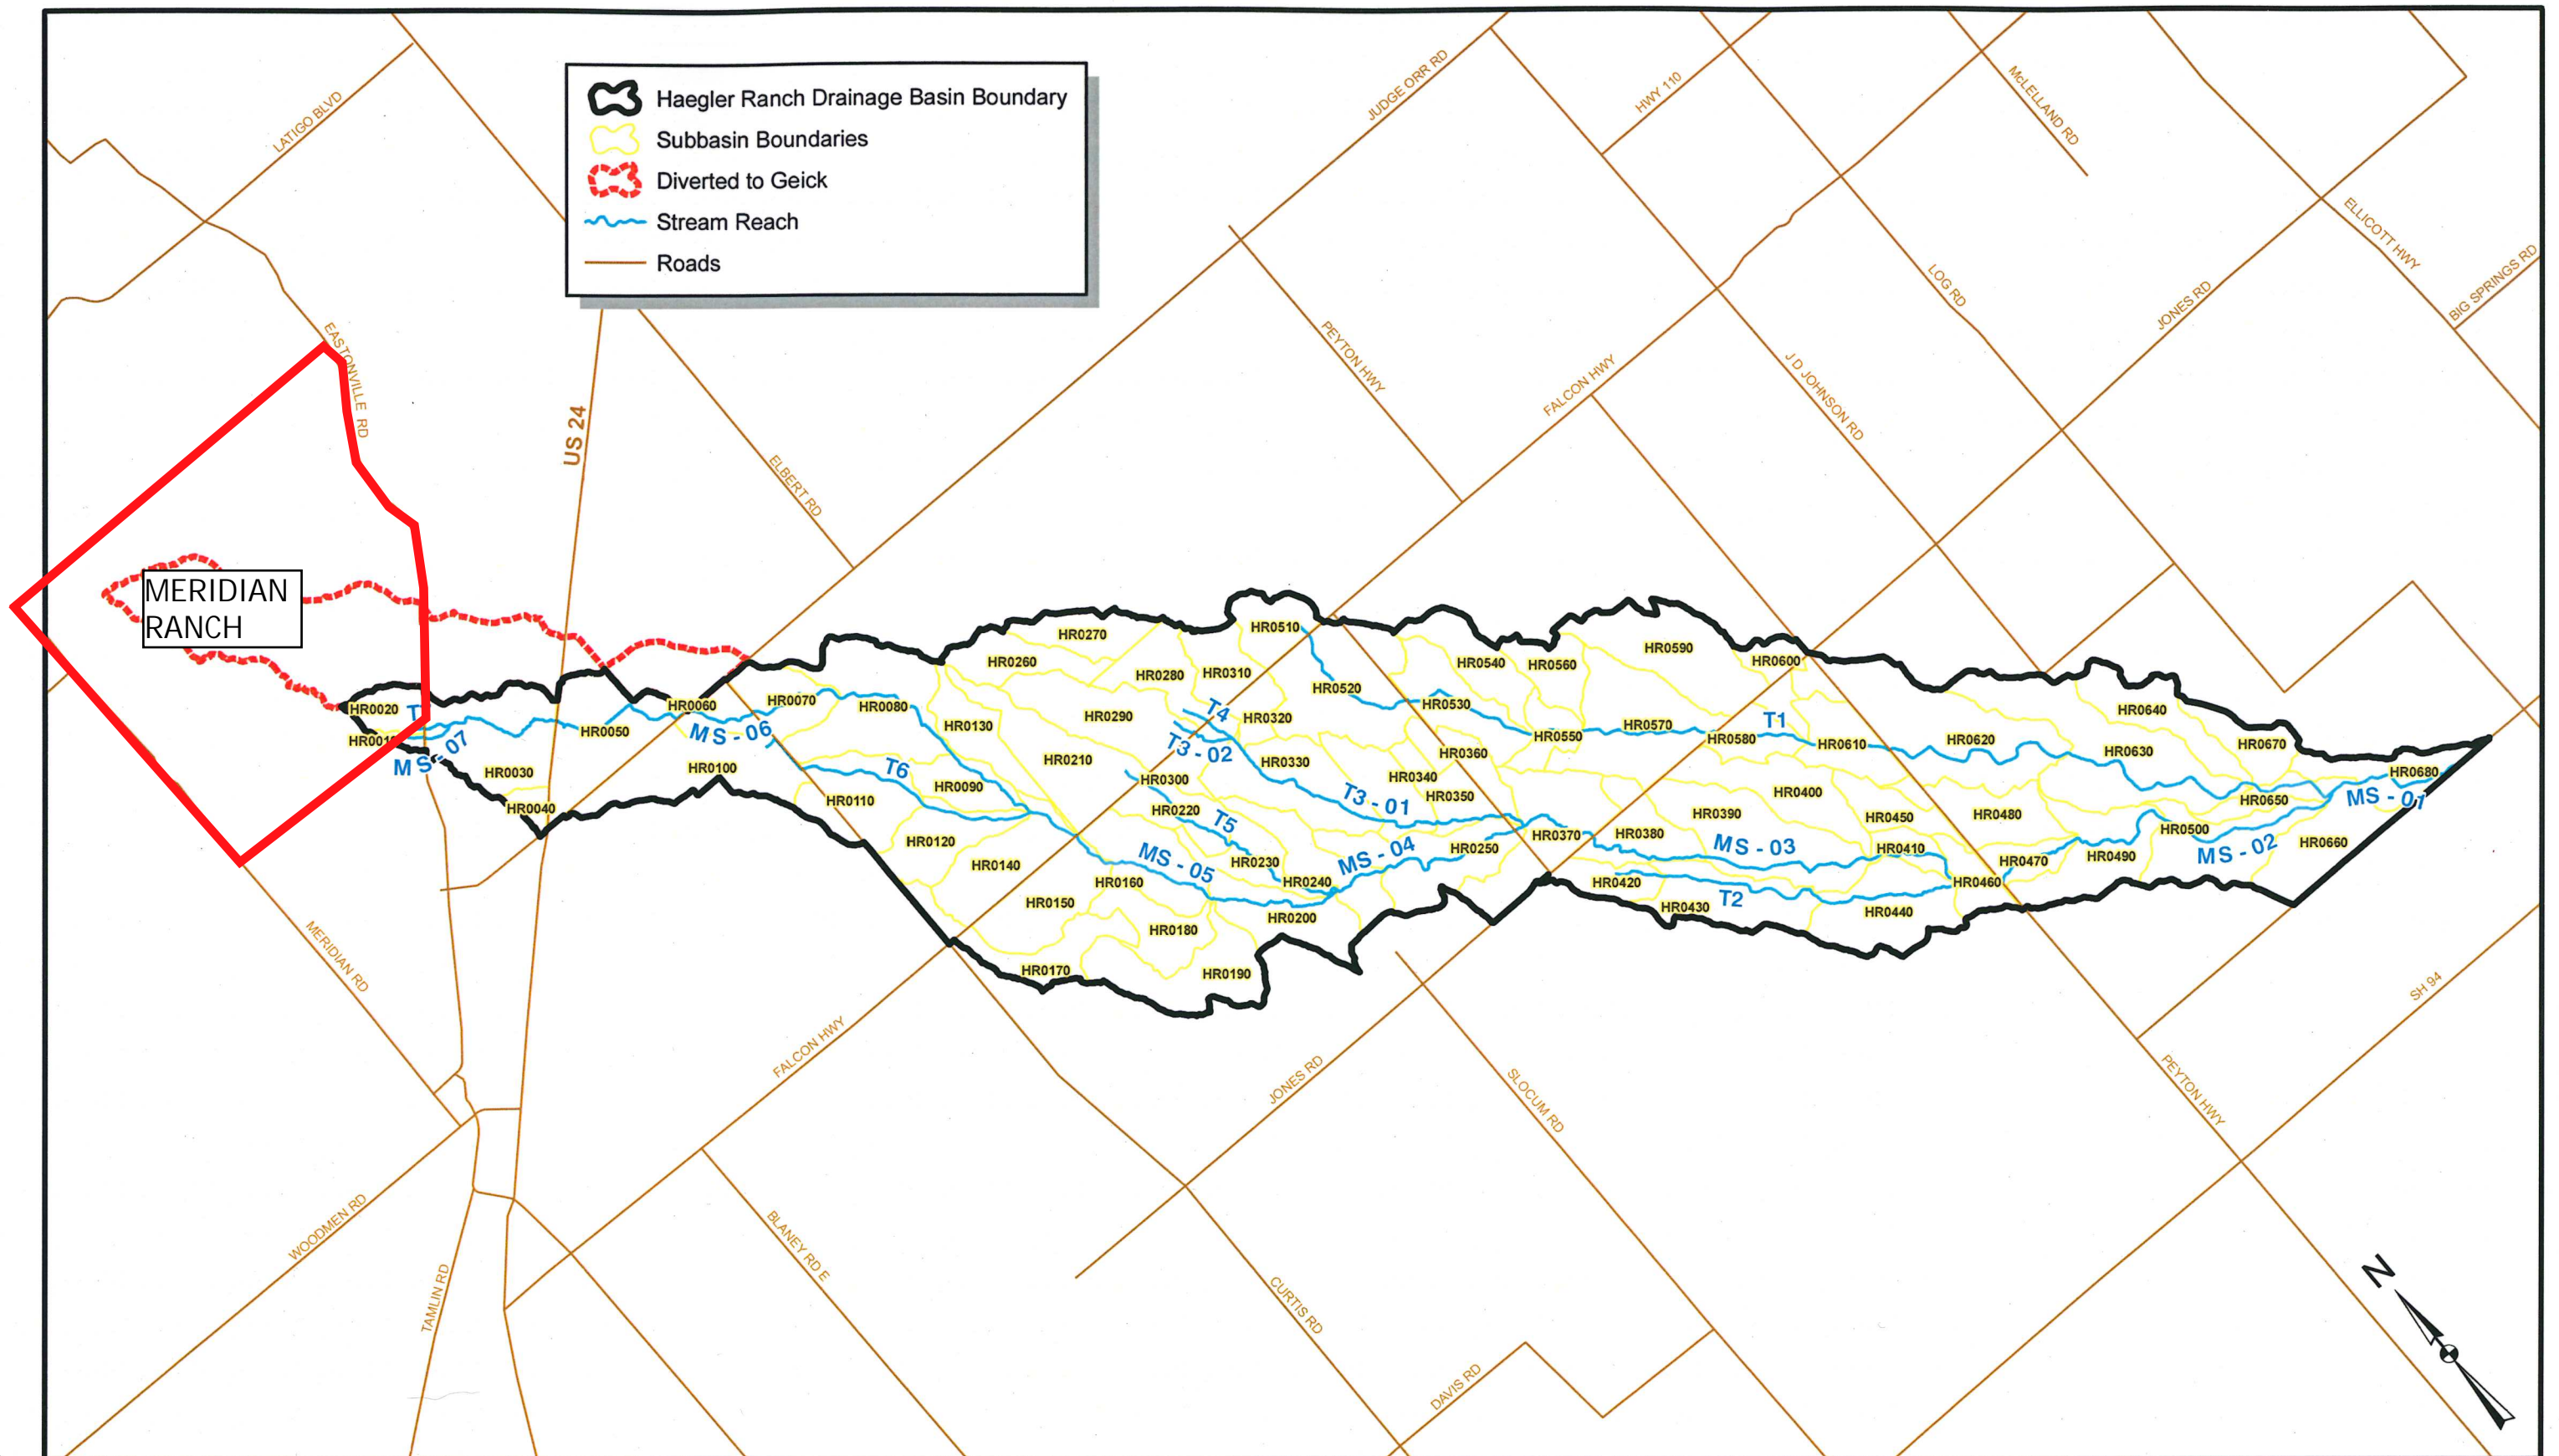 Haegler Ranch Drainage Basin Boundary
Subbasin Boundaries
Diverted to Geick
Stream Reach
Roads
LATIGO BLVD
JUDGE ORR RD
HWY 110
McLELLAND RD
ELLICOTT HWY
BIG SPRINGS RD
LOG RD
JONES RD
EASTONVILLE RD
PEYTON HWY
FALCON HWY
J D JOHNSON RD
US 24
ELBERT RD
MERIDIAN
RANCH
HR0270
HR0510
HR0260
HR0280
HR0310
HR0540
HR0560
HR0590
HR0600
HR0520
HR0020
HR0060
HR0070
HR0080
HR0130
HR0290
T4
HR0320
HR0530
HR0550
HR0570
T1
HR0580
HR0610
HR0620
HR0640
HR0630
HR0670
HR0050
MS - 06
T3 - 02
HR0210
HR0330
HR0360
HR0340
HR0350
HR0300
HR0680
MS - 01
HR0650
HR0030
HR0040
HR0100
T6
HR0090
HR0110
HR0120
HR0140
HR0220
T5
T3 - 01
HR0230
HR0240
MS - 04
HR0250
HR0370
HR0380
HR0390
HR0400
HR0450
HR0480
HR0500
MS - 02
HR0660
MS - 03
HR0410
HR0470
HR0490
HR0460
HR0420
T2
HR0430
HR0440
MS - 05
HR0160
HR0150
HR0200
HR0180
HR0170
HR0190
MERIDIAN RD
FALCON HWY
JONES RD
SLOCUM RD
SH 94
PEYTON HWY
WOODMEN RD
TAMLIN RD
BLANEY RD E
CURTIS RD
DAVIS RD
N